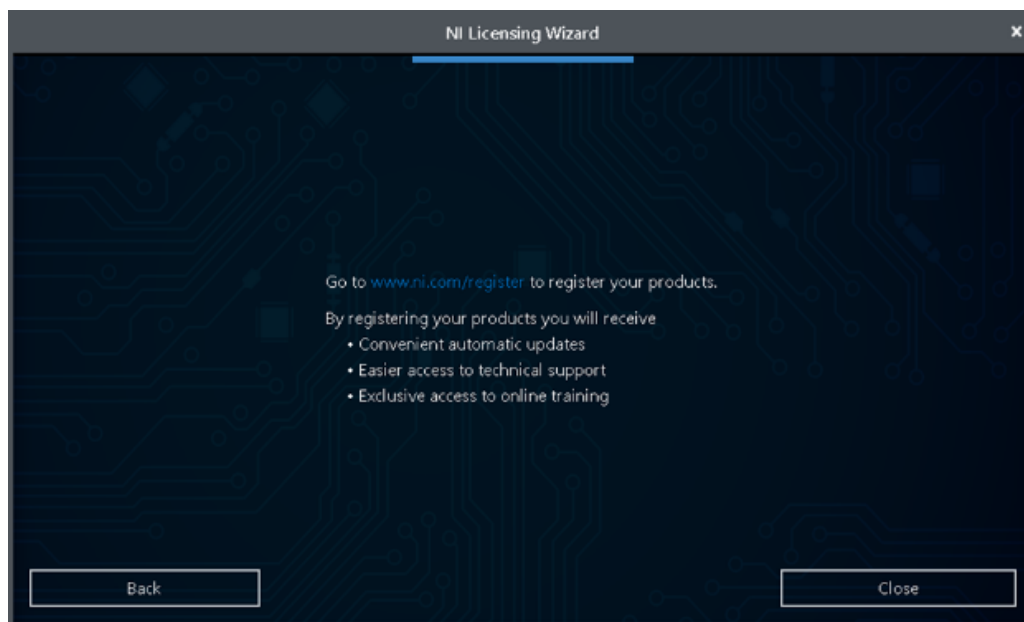 NI Licensing Wizard
×
Go to www.ni.com/register to register your products.
By registering your products you will receive
• Convenient automatic updates
• Easier access to technical support
• Exclusive access to online training
Back
Close